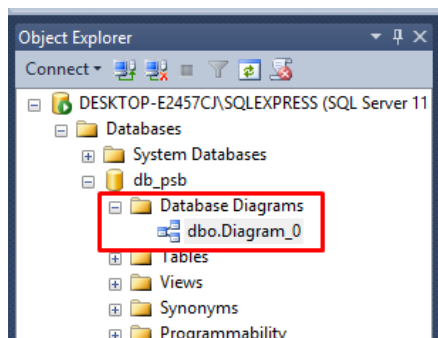 Object Explorer
Connect
DESKTOP-E2457CJ\SQLEXPRESS (SQL Server 11
Databases
System Databases
db_psb
Database Diagrams
dbo.Diagram_0
Tables
Views
Synonyms
Programmability